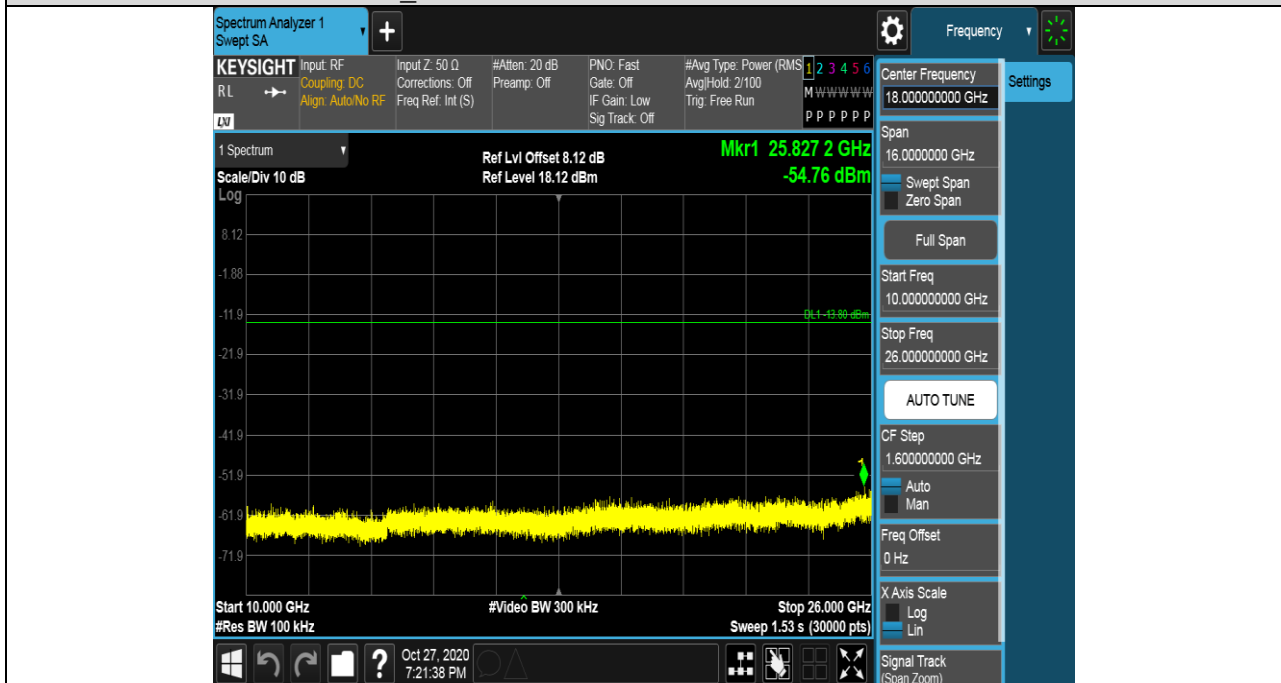 Spectrum Analyzer 1
Swept SA
Frequency
KEYSIGHT
RL
LXI
Input: RF
Coupling: DC
Align: Auto/No RF
Input Z: 50 Ω
Corrections: Off
Freq Ref: Int (S)
#Atten: 20 dB
Preamp: Off
PNO: Fast
Gate: Off
IF Gain: Low
Sig Track: Off
#Avg Type: Power (RMS
Avg|Hold: 2/100
Trig: Free Run
1 2 3 4 5 6
M W W W W W
P P P P P P
1 Spectrum
Scale/Div 10 dB
Ref Lvl Offset 8.12 dB
Ref Level 18.12 dBm
Mkr1 25.827 2 GHz
-54.76 dBm
Log
8.12
-1.88
-11.9
DL1 -13.80 dBm
-21.9
-31.9
-41.9
-51.9
1
-61.9
-71.9
Start 10.000 GHz
#Res BW 100 kHz
#Video BW 300 kHz
Stop 26.000 GHz
Sweep 1.53 s (30000 pts)
Oct 27, 2020
7:21:38 PM
Center Frequency
18.000000000 GHz
Settings
Span
16.0000000 GHz
Swept Span
Zero Span
Full Span
Start Freq
10.000000000 GHz
Stop Freq
26.000000000 GHz
AUTO TUNE
CF Step
1.600000000 GHz
Auto
Man
Freq Offset
0 Hz
X Axis Scale
Log
Lin
Signal Track
(Span Zoom)